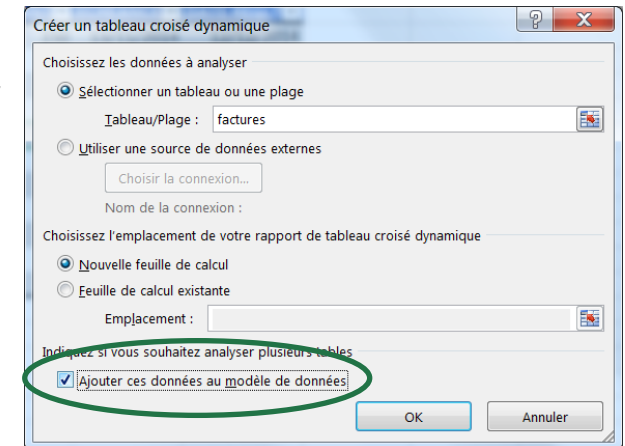 Créer un tableau croisé dynamique
Choisissez les données à analyser
Sélectionner un tableau ou une plage
Tableau/Plage : factures
Utiliser une source de données externes
Choisir la connexion...
Nom de la connexion :
Choisissez l'emplacement de votre rapport de tableau croisé dynamique
Nouvelle feuille de calcul
Feuille de calcul existante
Emplacement :
Indiquez si vous souhaitez analyser plusieurs tables
Ajouter ces données au modèle de données
OK Annuler